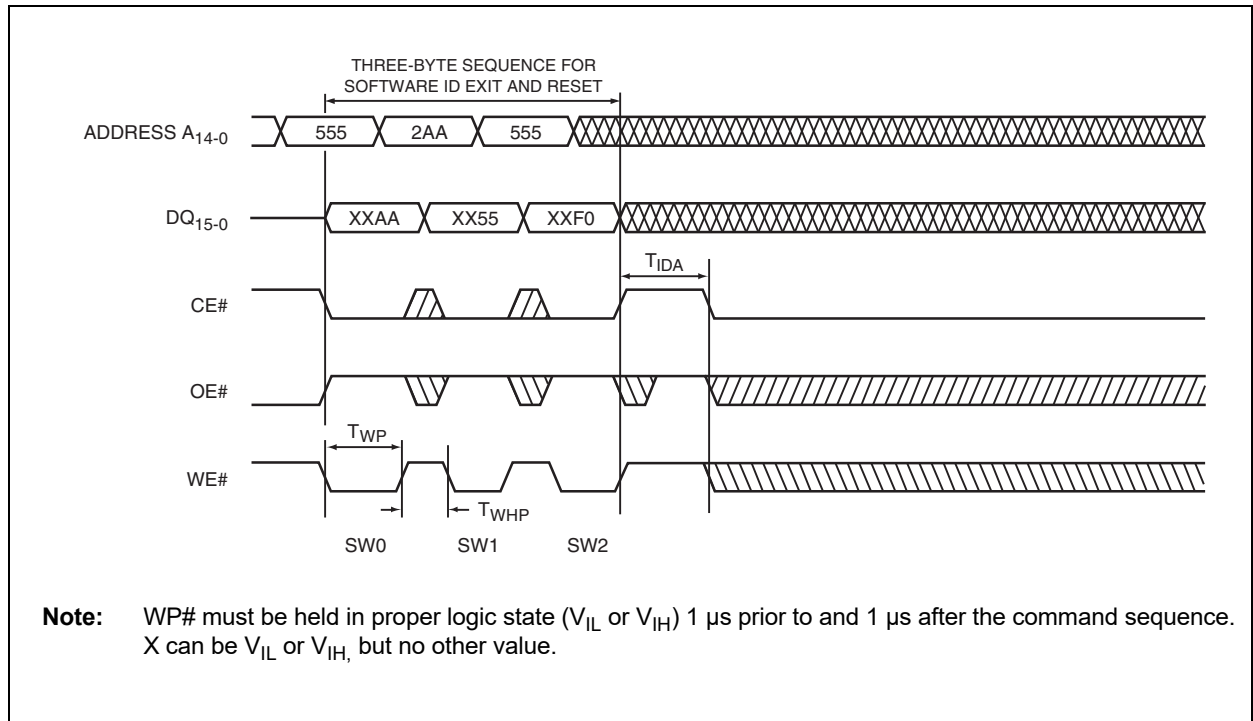 THREE-BYTE SEQUENCE FOR
SOFTWARE ID EXIT AND RESET
ADDRESS A14-0
555
2AA
555
DQ15-0
XXAA
XX55
XXF0
TIDA
CE#
OE#
TWP
WE#
TWHP
SW0
SW1
SW2
Note: WP# must be held in proper logic state (VIL or VIH) 1 µs prior to and 1 µs after the command sequence.
X can be VIL or VIH, but no other value.